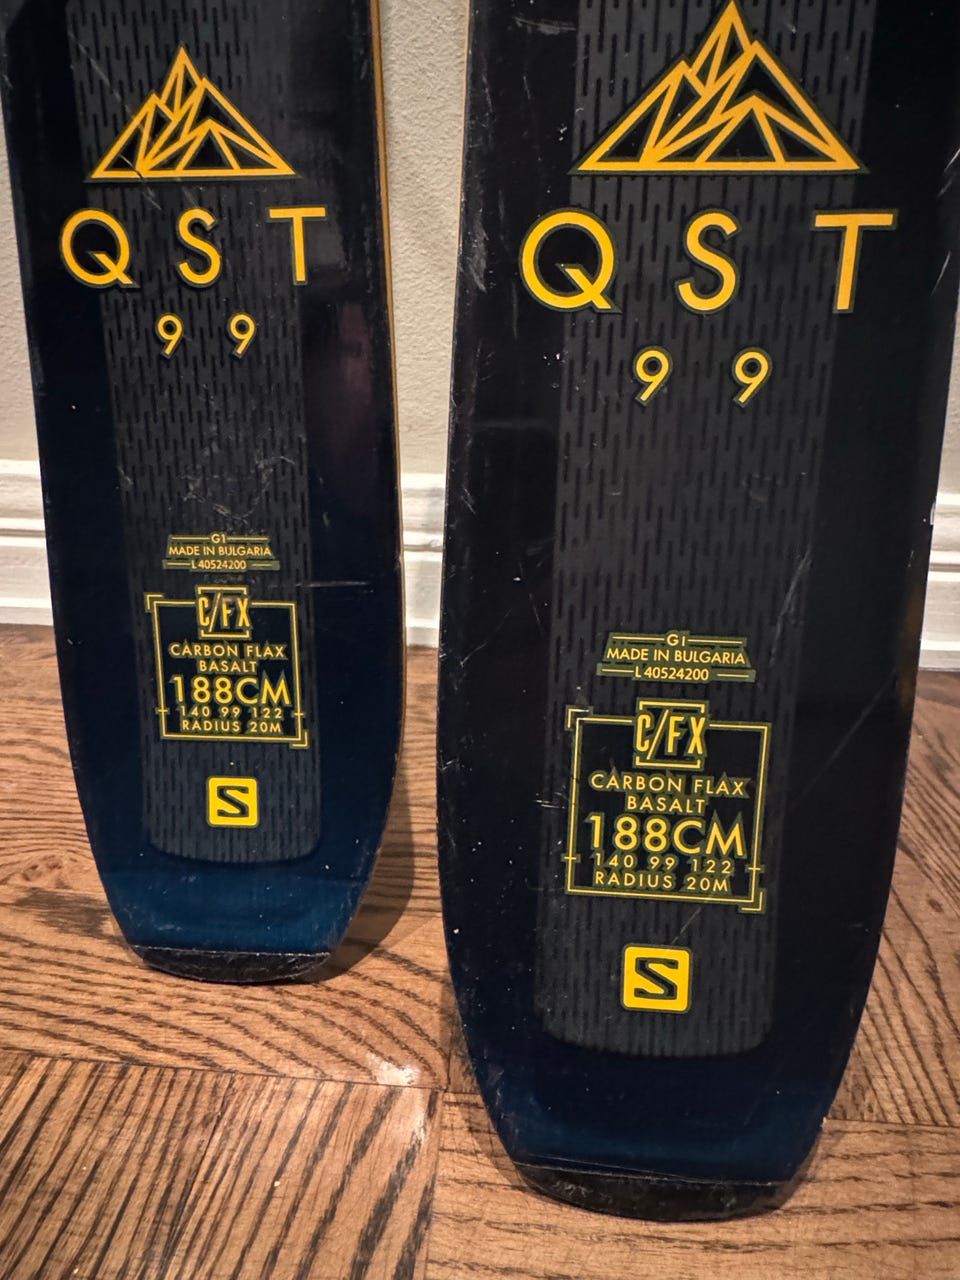 QST
99
G1
MADE IN BULGARIA
L40524200
C/FX
CARBON FLAX
BASALT
188CM
140 99 122
RADIUS 20M
S
QST
99
G1
MADE IN BULGARIA
L40524200
C/FX
CARBON FLAX
BASALT
188CM
140 99 122
RADIUS 20M
S